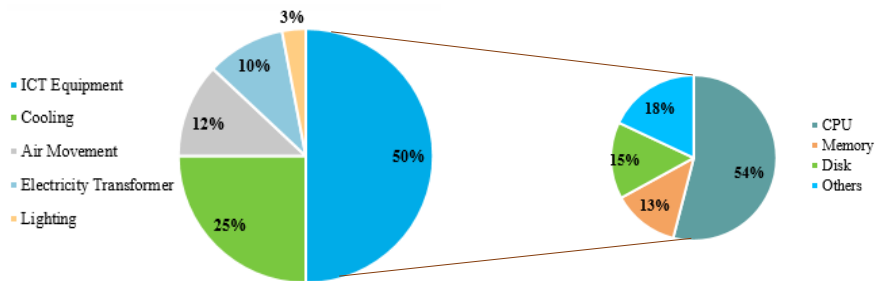 3%
10%
12%
25%
50%
ICT Equipment
Cooling
Air Movement
Electricity Transformer
Lighting
18%
15%
13%
54%
CPU
Memory
Disk
Others